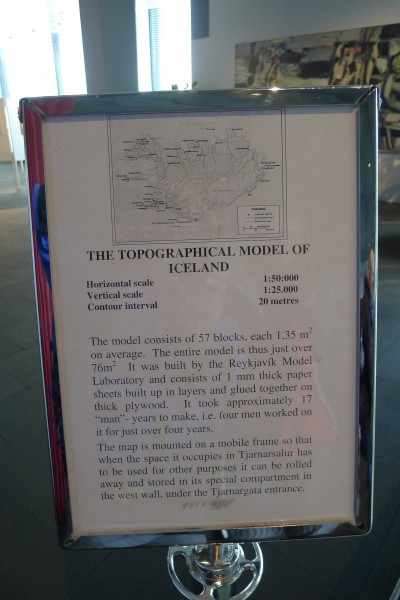 THE TOPOGRAPHICAL MODEL OF
ICELAND
Horizontal scale 1:50:000
Vertical scale 1:25.000
Contour interval 20 metres
The model consists of 57 blocks, each 1,35 m²
on average. The entire model is thus just over
76m² It was built by the Reykjavík Model
Laboratory and consists of 1 mm thick paper
sheets built up in layers and glued together on
thick plywood. It took approximately 17
“man”- years to make, i.e. four men worked on
it for just over four years.
The map is mounted on a mobile frame so that
when the space it occupies in Tjarnarsalur has
to be used for other purposes it can be rolled
away and stored in its special compartment in
the west wall, under the Tjarnargata entrance.